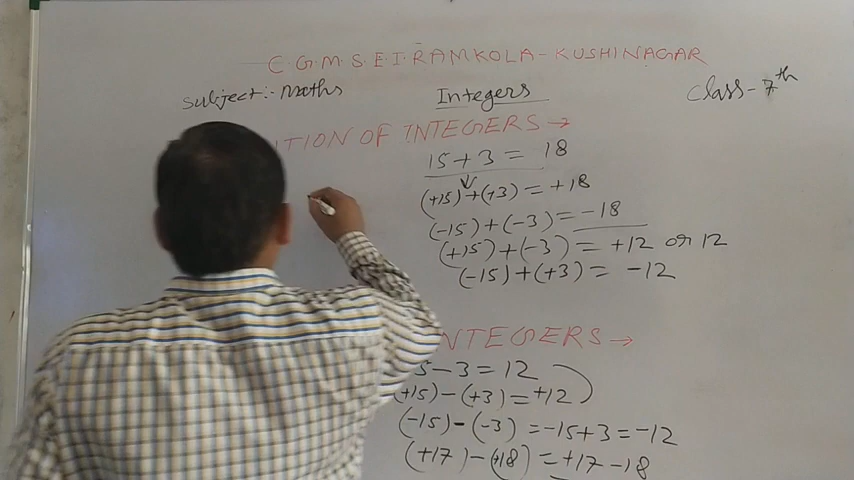 C.G.M.S.E.I. RAMKOLA-KUSHINAGAR
Subject:- Maths
Integers
Class-7th
ITION OF INTEGERS →
15+3 = 18
(+15)+(+3) = +18
(-15)+(-3) = -18
(+15)+(-3) = +12 or 12
(-15)+(+3) = -12
NTEGERS →
5-3 = 12
(+15)-(+3) = +12
(-15)-(-3) = -15+3 = -12
(+17)-(+18) = +17-18